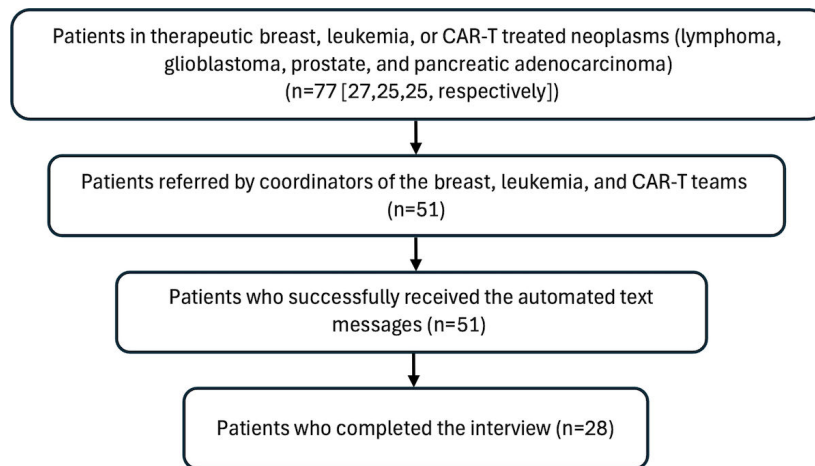 Patients in therapeutic breast, leukemia, or CAR-T treated neoplasms (lymphoma,
glioblastoma, prostate, and pancreatic adenocarcinoma)
(n=77 [27,25,25, respectively])
Patients referred by coordinators of the breast, leukemia, and CAR-T teams
(n=51)
Patients who successfully received the automated text
messages (n=51)
Patients who completed the interview (n=28)